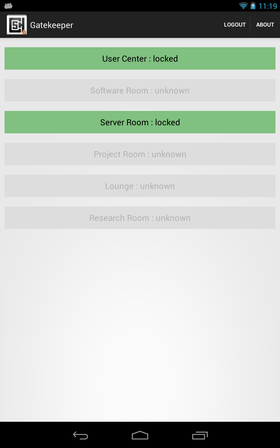 11:19
Gatekeeper
LOGOUT
ABOUT
User Center : locked
Software Room : unknown
Server Room : locked
Project Room : unknown
Lounge : unknown
Research Room : unknown